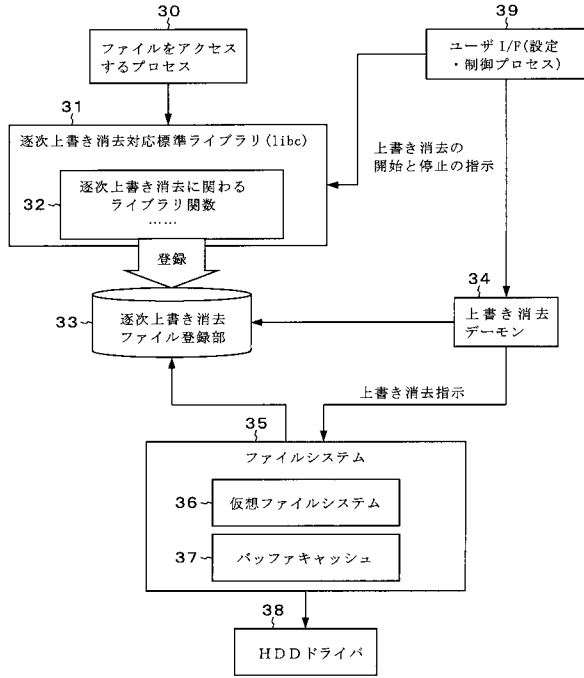 30
ファイルをアクセス
するプロセス
39
ユーザ I/F(設定
・制御プロセス)
31
逐次上書き消去対応標準ライブラリ(libc)
32
逐次上書き消去に関わる
ライブラリ関数
……
上書き消去の
開始と停止の指示
登録
33
逐次上書き消去
ファイル登録部
34
上書き消去
デーモン
上書き消去指示
35
ファイルシステム
36
仮想ファイルシステム
37
バッファキャッシュ
38
HDDドライバ